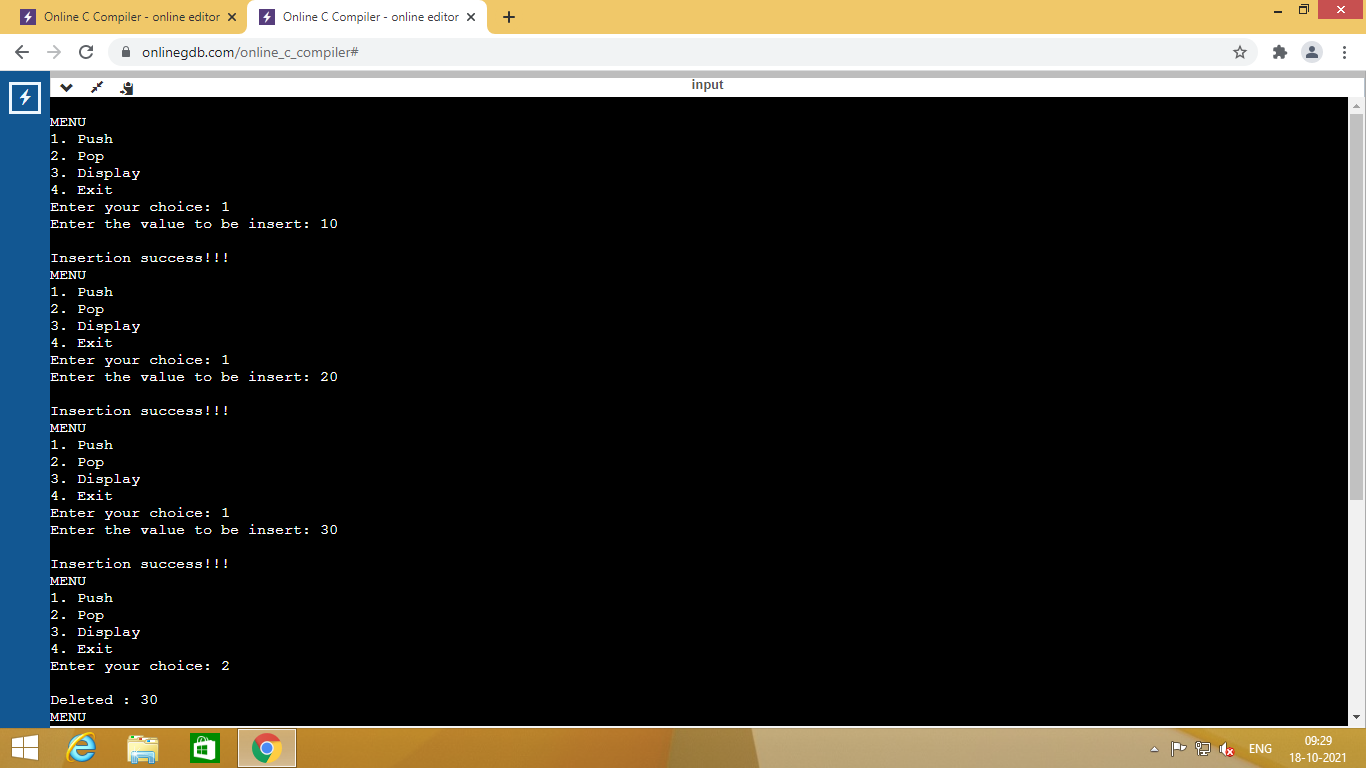 Online C Compiler - online editor
Online C Compiler - online editor
onlinegdb.com/online_c_compiler#
input
MENU
1. Push
2. Pop
3. Display
4. Exit
Enter your choice: 1
Enter the value to be insert: 10
Insertion success!!!
MENU
1. Push
2. Pop
3. Display
4. Exit
Enter your choice: 1
Enter the value to be insert: 20
Insertion success!!!
MENU
1. Push
2. Pop
3. Display
4. Exit
Enter your choice: 1
Enter the value to be insert: 30
Insertion success!!!
MENU
1. Push
2. Pop
3. Display
4. Exit
Enter your choice: 2
Deleted : 30
MENU
ENG
09:29
18-10-2021